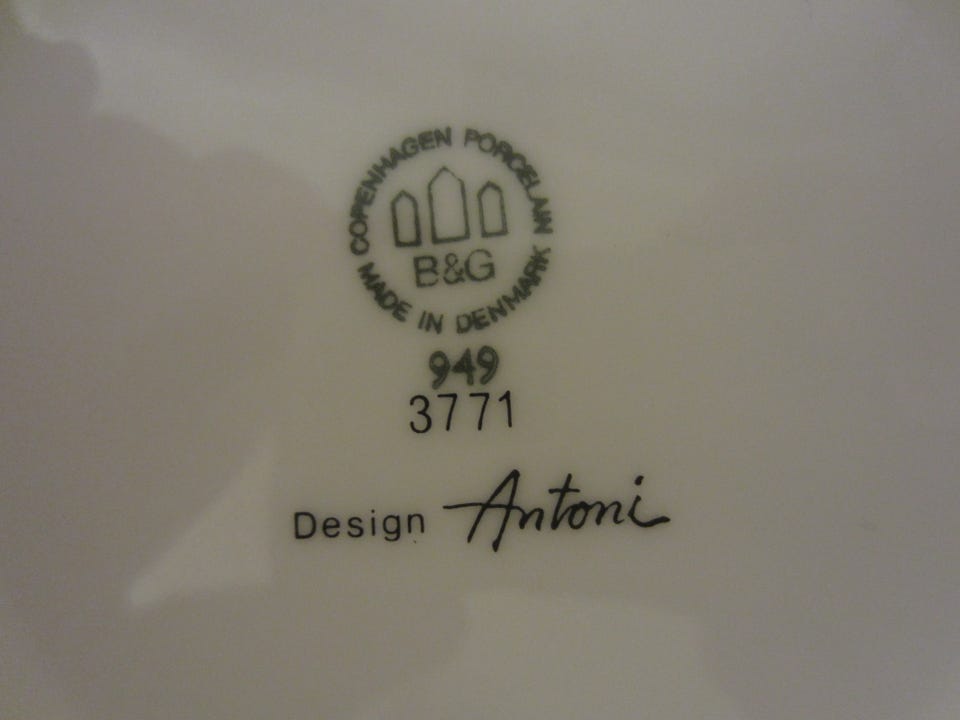 COPENHAGEN PORCELAIN
B&G
MADE IN DENMARK
949
3771
Design Antoni